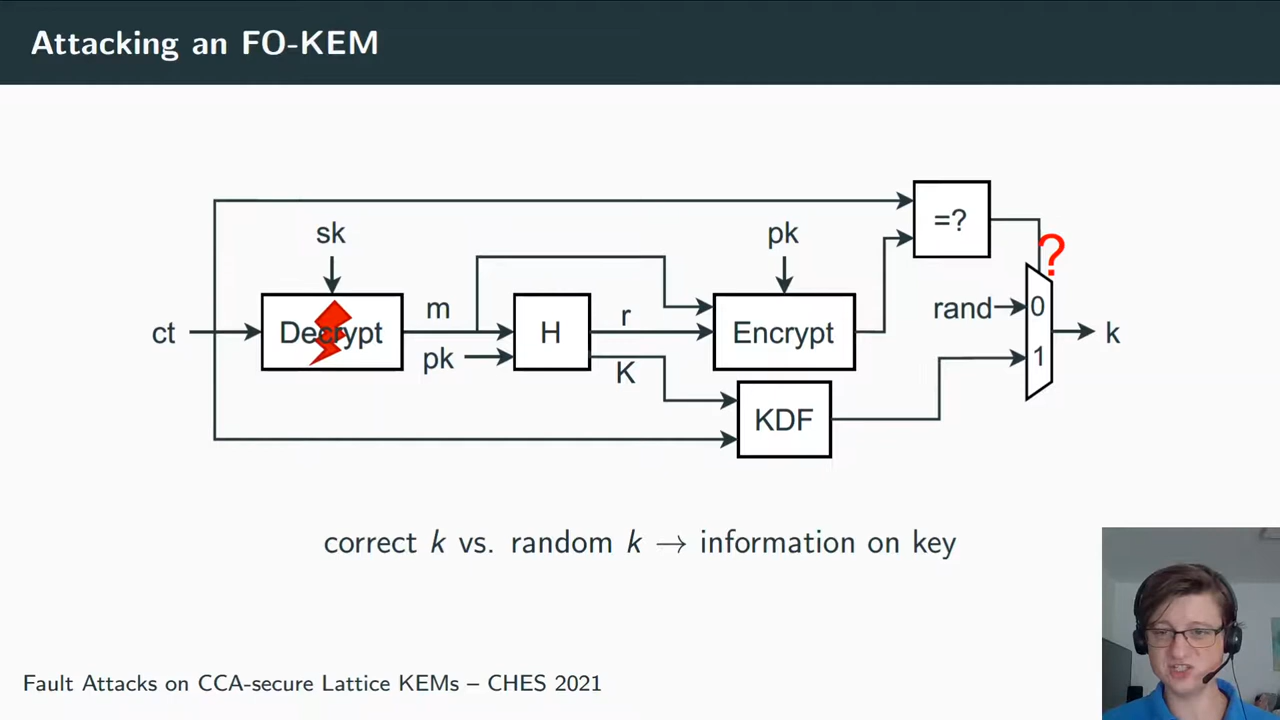 Attacking an FO-KEM
=?
sk
pk
?
ct
Decrypt
m
pk
H
r
K
Encrypt
rand
0
1
k
KDF
correct k vs. random k → information on key
Fault Attacks on CCA-secure Lattice KEMs – CHES 2021